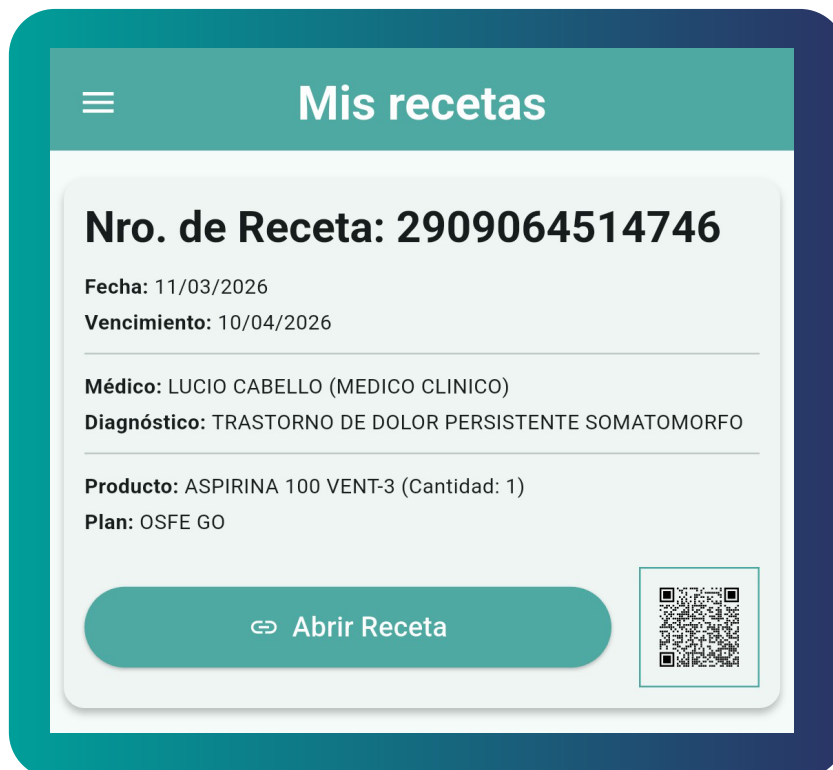 Mis recetas
Nro. de Receta: 2909064514746
Fecha: 11/03/2026
Vencimiento: 10/04/2026
Médico: LUCIO CABELLO (MEDICO CLINICO)
Diagnóstico: TRASTORNO DE DOLOR PERSISTENTE SOMATOMORFO
Producto: ASPIRINA 100 VENT-3 (Cantidad: 1)
Plan: OSFE GO
Abrir Receta